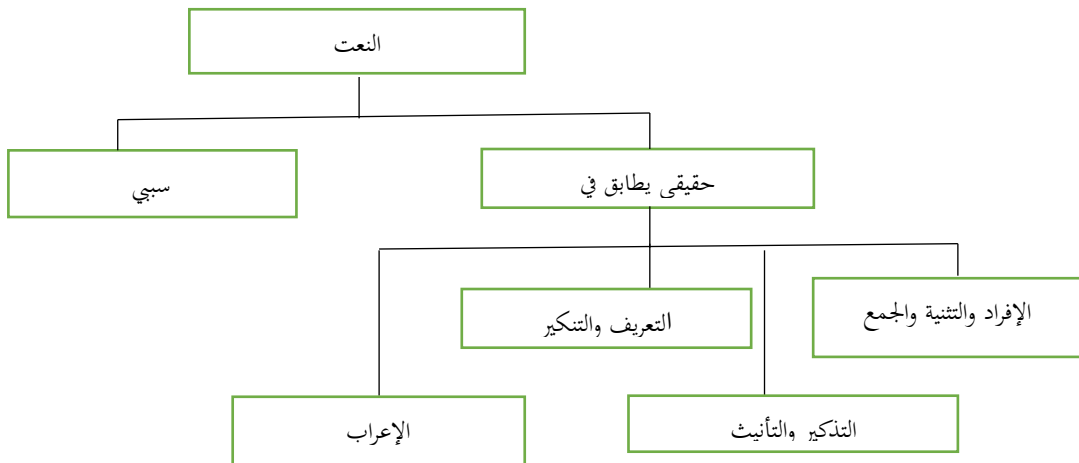 النعت
حقيقى يطابق في
سببي
الإفراد والتثنية والجمع
التعريف والتنكير
التذكير والتأنيث
الإعراب